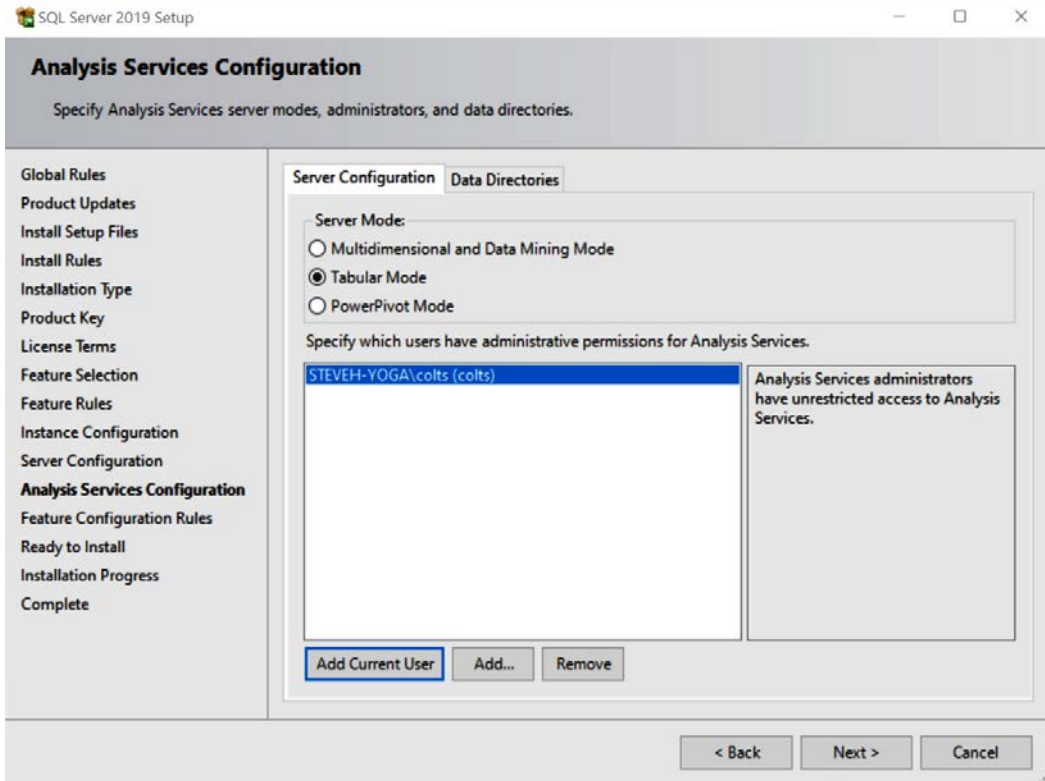 SQL Server 2019 Setup
Analysis Services Configuration
Specify Analysis Services server modes, administrators, and data directories.
Global Rules
Product Updates
Install Setup Files
Install Rules
Installation Type
Product Key
License Terms
Feature Selection
Feature Rules
Instance Configuration
Server Configuration
Analysis Services Configuration
Feature Configuration Rules
Ready to Install
Installation Progress
Complete
Server Configuration
Data Directories
Server Mode:
Multidimensional and Data Mining Mode
Tabular Mode
PowerPivot Mode
Specify which users have administrative permissions for Analysis Services.
STEVEH-YOGA\colts (colts)
Analysis Services administrators
have unrestricted access to Analysis
Services.
Add Current User
Add...
Remove
< Back
Next >
Cancel